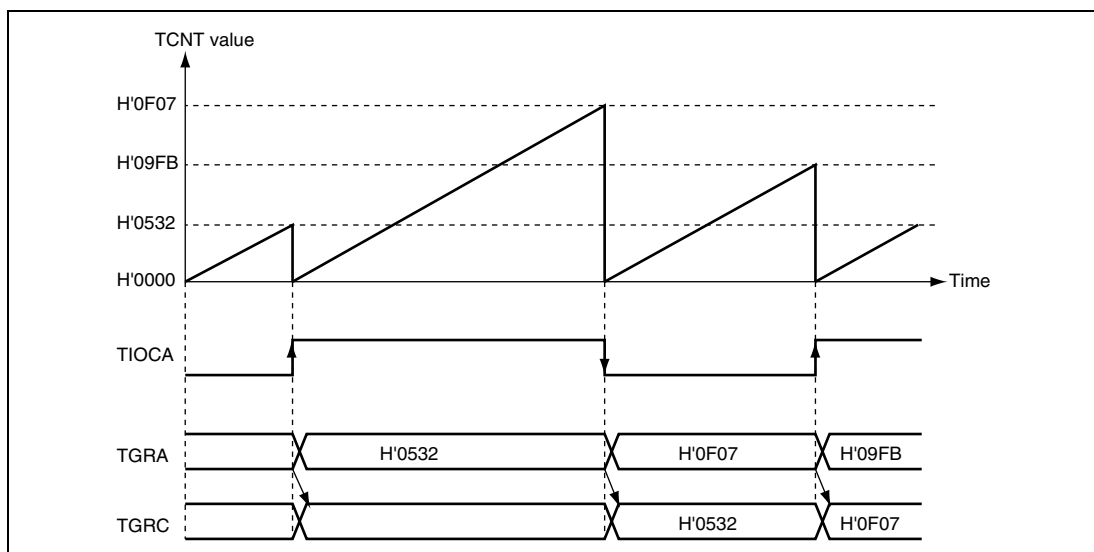 TCNT value
H'0F07
H'09FB
H'0532
H'0000
Time
TIOCA
TGRA
H'0532
H'0F07
H'09FB
TGRC
H'0532
H'0F07